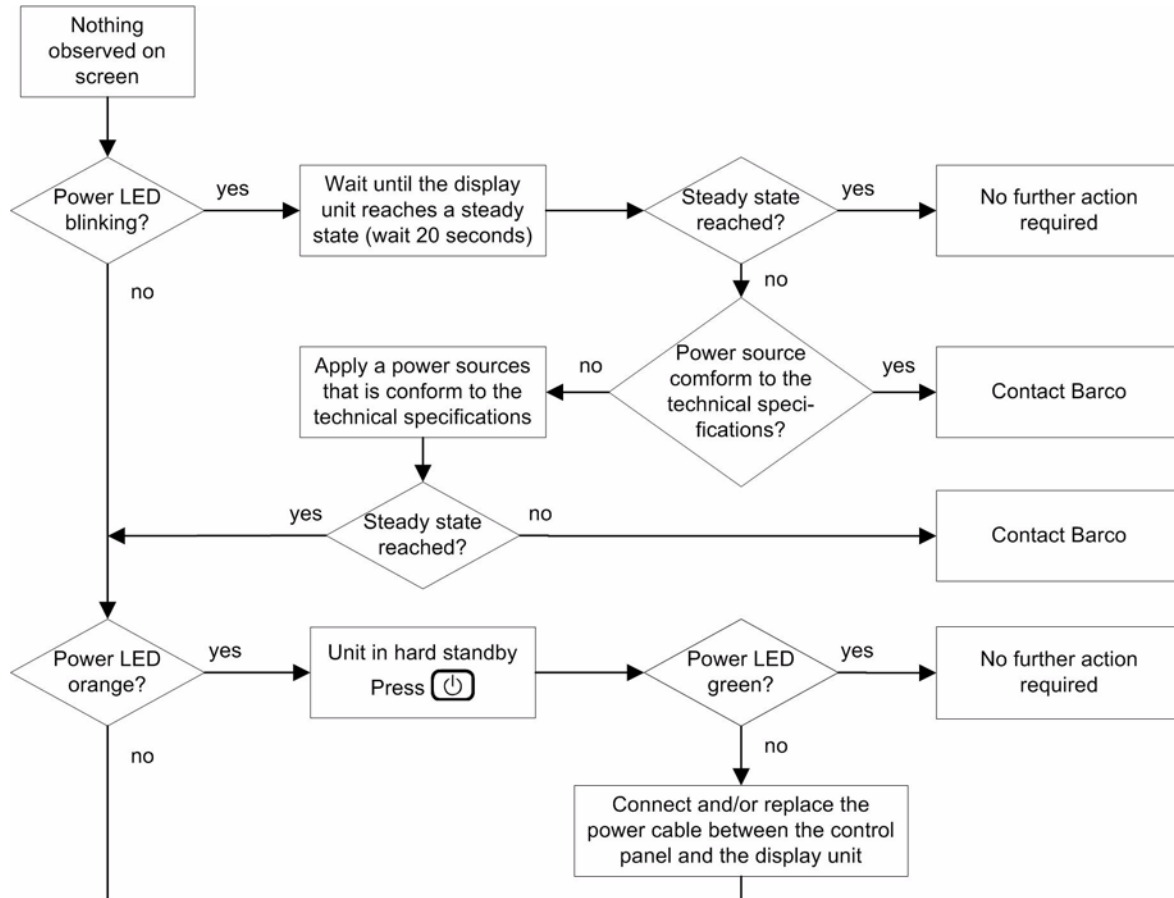 Nothing
observed on
screen
Power LED
blinking?
yes
Wait until the display
unit reaches a steady
state (wait 20 seconds)
Steady state
reached?
yes
No further action
required
no
no
Power source
comform to the
technical speci-
fications?
no
yes
Apply a power sources
that is conform to the
technical specifications
Contact Barco
yes
Steady state
reached?
no
Contact Barco
Power LED
orange?
yes
Unit in hard standby
Press
Power LED
green?
yes
No further action
required
no
no
Connect and/or replace the
power cable between the control
panel and the display unit